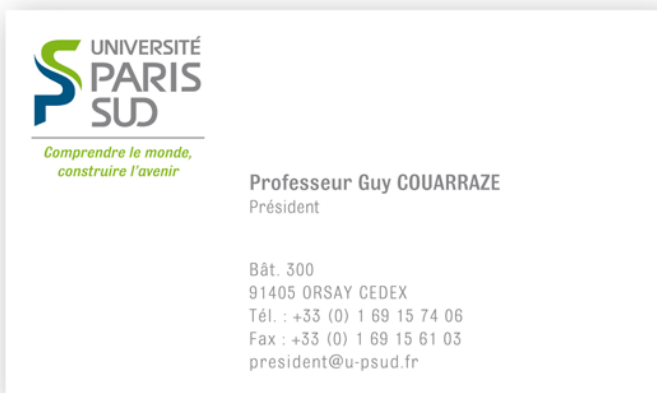 UNIVERSITÉ
PARIS
SUD
Comprendre le monde,
construire l'avenir
Professeur Guy COUARRAZE
Président
Bât. 300
91405 ORSAY CEDEX
Tél. : +33 (0) 1 69 15 74 06
Fax : +33 (0) 1 69 15 61 03
president@u-psud.fr